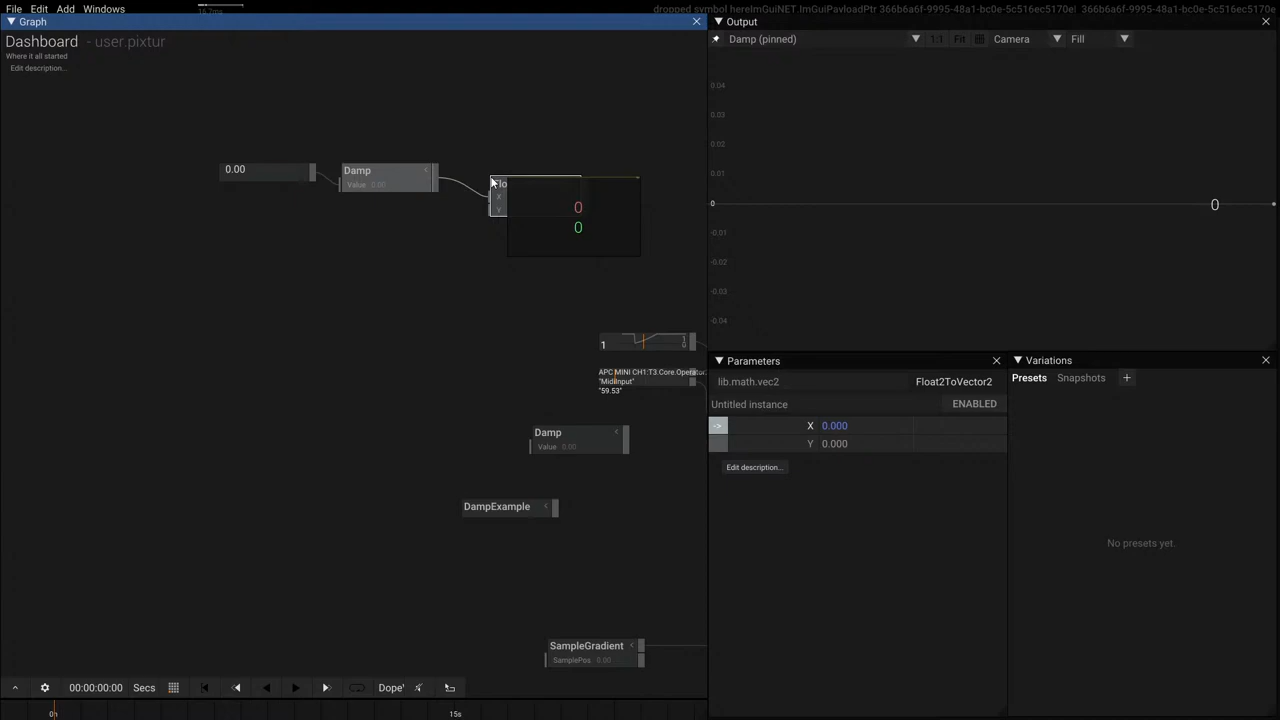 File Edit Add Windows
16.7ms
dropped symbol hereImGuiNET.ImGuiPayloadPtr 366b6a6f-9995-48a1-bc0e-5c516ec5170e| 366b6a6f-9995-48a1-bc0e-5c516ec5170e|
Graph
Dashboard - user.pixtur
Where it all started
Edit description...
0.00
Damp <
Value 0.00
Flo
X
Y
0
0
1
1
0
APC MINI CH1:T3.Core.Operator.
"MidiInput"
"59.53"
Damp <
Value 0.00
DampExample <
SampleGradient <
SamplePos 0.00
00:00:00:00 Secs
Dope'
0
15s
Output
Damp (pinned) 1:1 Fit Camera Fill
0.04
0.03
0.02
0.01
0
0
-0.01
-0.02
-0.03
-0.04
Parameters
lib.math.vec2 Float2ToVector2
Untitled instance ENABLED
-> X 0.000
Y 0.000
Edit description...
Variations
Presets Snapshots +
No presets yet.